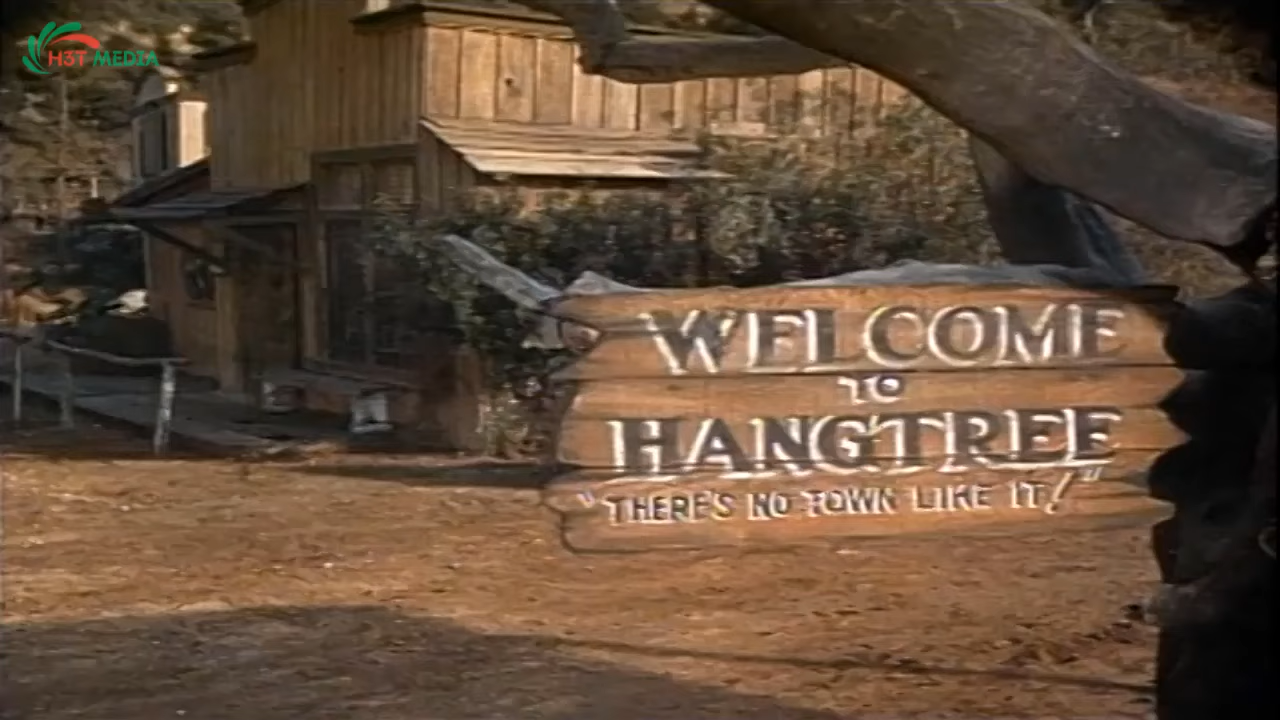 H3T MEDIA
WELCOME
TO
HANGTREE
"THERE'S NO TOWN LIKE IT!"